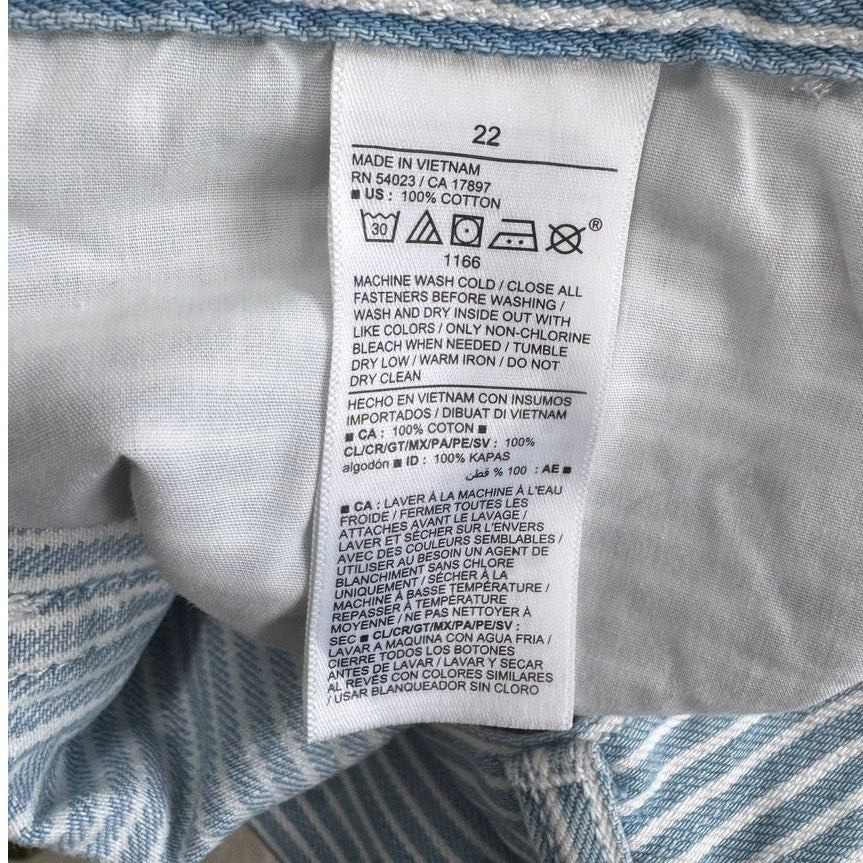 22
MADE IN VIETNAM
RN 54023 / CA 17897
■ US : 100% COTTON
30 ®
1166
MACHINE WASH COLD / CLOSE ALL
FASTENERS BEFORE WASHING /
WASH AND DRY INSIDE OUT WITH
LIKE COLORS / ONLY NON-CHLORINE
BLEACH WHEN NEEDED / TUMBLE
DRY LOW / WARM IRON / DO NOT
DRY CLEAN
HECHO EN VIETNAM CON INSUMOS
IMPORTADOS / DIBUAT DI VIETNAM
■ CA : 100% COTON ■
CL/CR/GT/MX/PA/PE/SV : 100%
algodón ■ ID : 100% KAPAS
■ AE : 100 % قطن
■ CA : LAVER À LA MACHINE À L'EAU
FROIDE / FERMER TOUTES LES
ATTACHES AVANT LE LAVAGE /
LAVER ET SÉCHER SUR L'ENVERS
AVEC DES COULEURS SEMBLABLES /
UTILISER AU BESOIN UN AGENT DE
BLANCHIMENT SANS CHLORE
UNIQUEMENT / SÉCHER À LA
MACHINE À BASSE TEMPÉRATURE /
REPASSER À TEMPÉRATURE
MOYENNE / NE PAS NETTOYER À
SEC ■ CL/CR/GT/MX/PA/PE/SV :
LAVAR A MAQUINA CON AGUA FRIA /
CIERRE TODOS LOS BOTONES
ANTES DE LAVAR / LAVAR Y SECAR
AL REVÉS CON COLORES SIMILARES
/ USAR BLANQUEADOR SIN CLORO